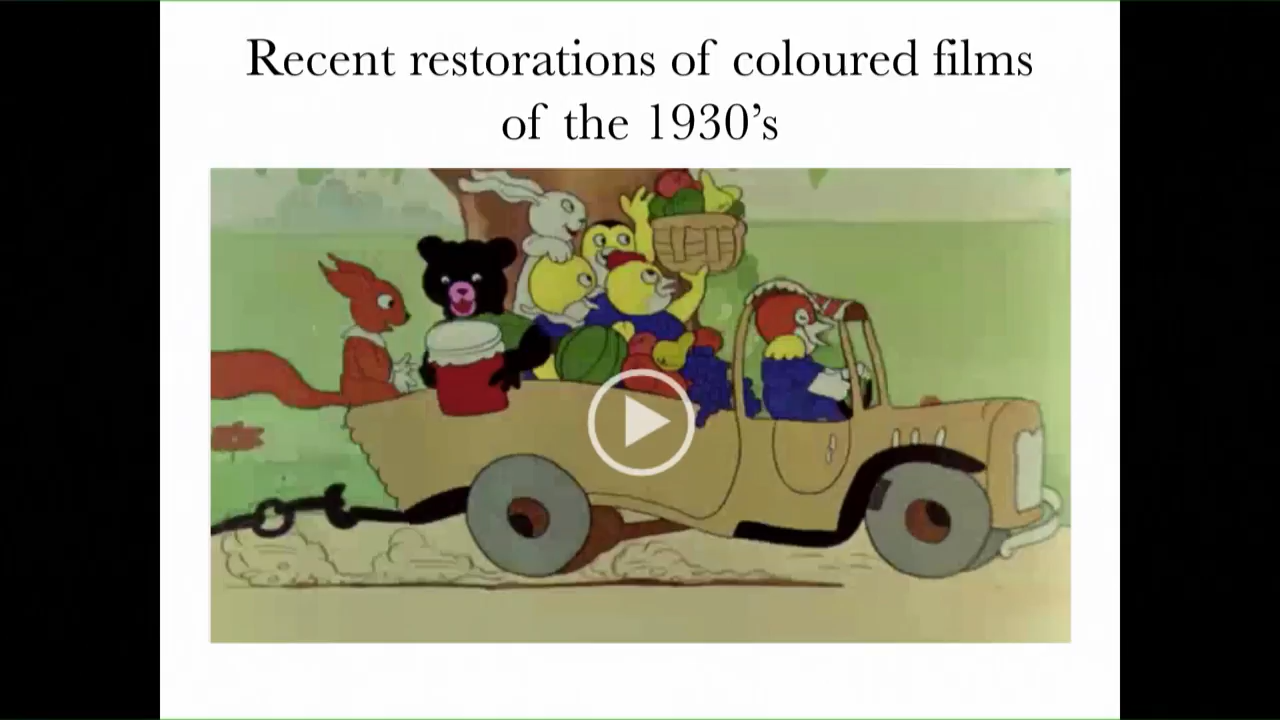 Recent restorations of coloured films
of the 1930’s